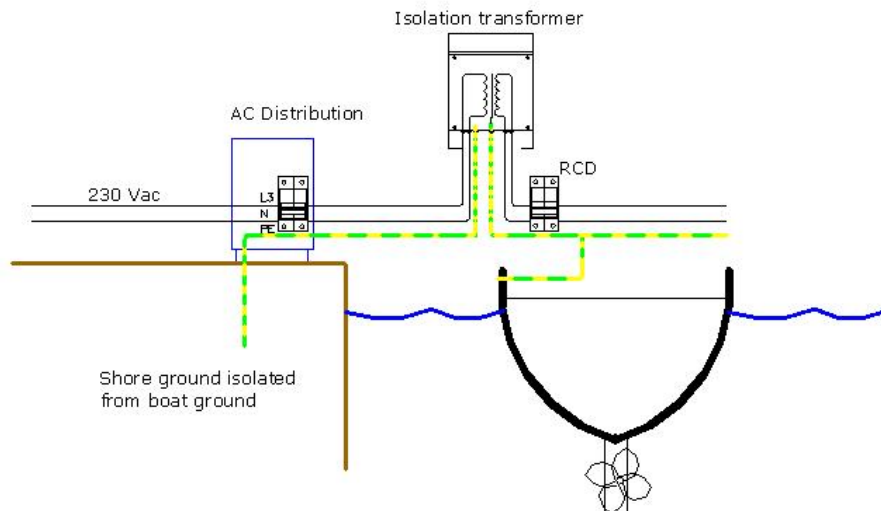 Isolation transformer
AC Distribution
RCD
230 Vac
L3
N
PE
Shore ground isolated
from boat ground